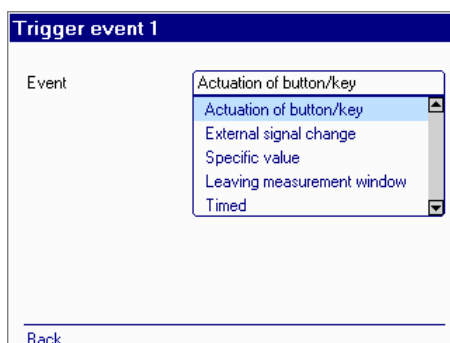 Trigger event 1
Event
Actuation of button/key
Actuation of button/key
External signal change
Specific value
Leaving measurement window
Timed
Back